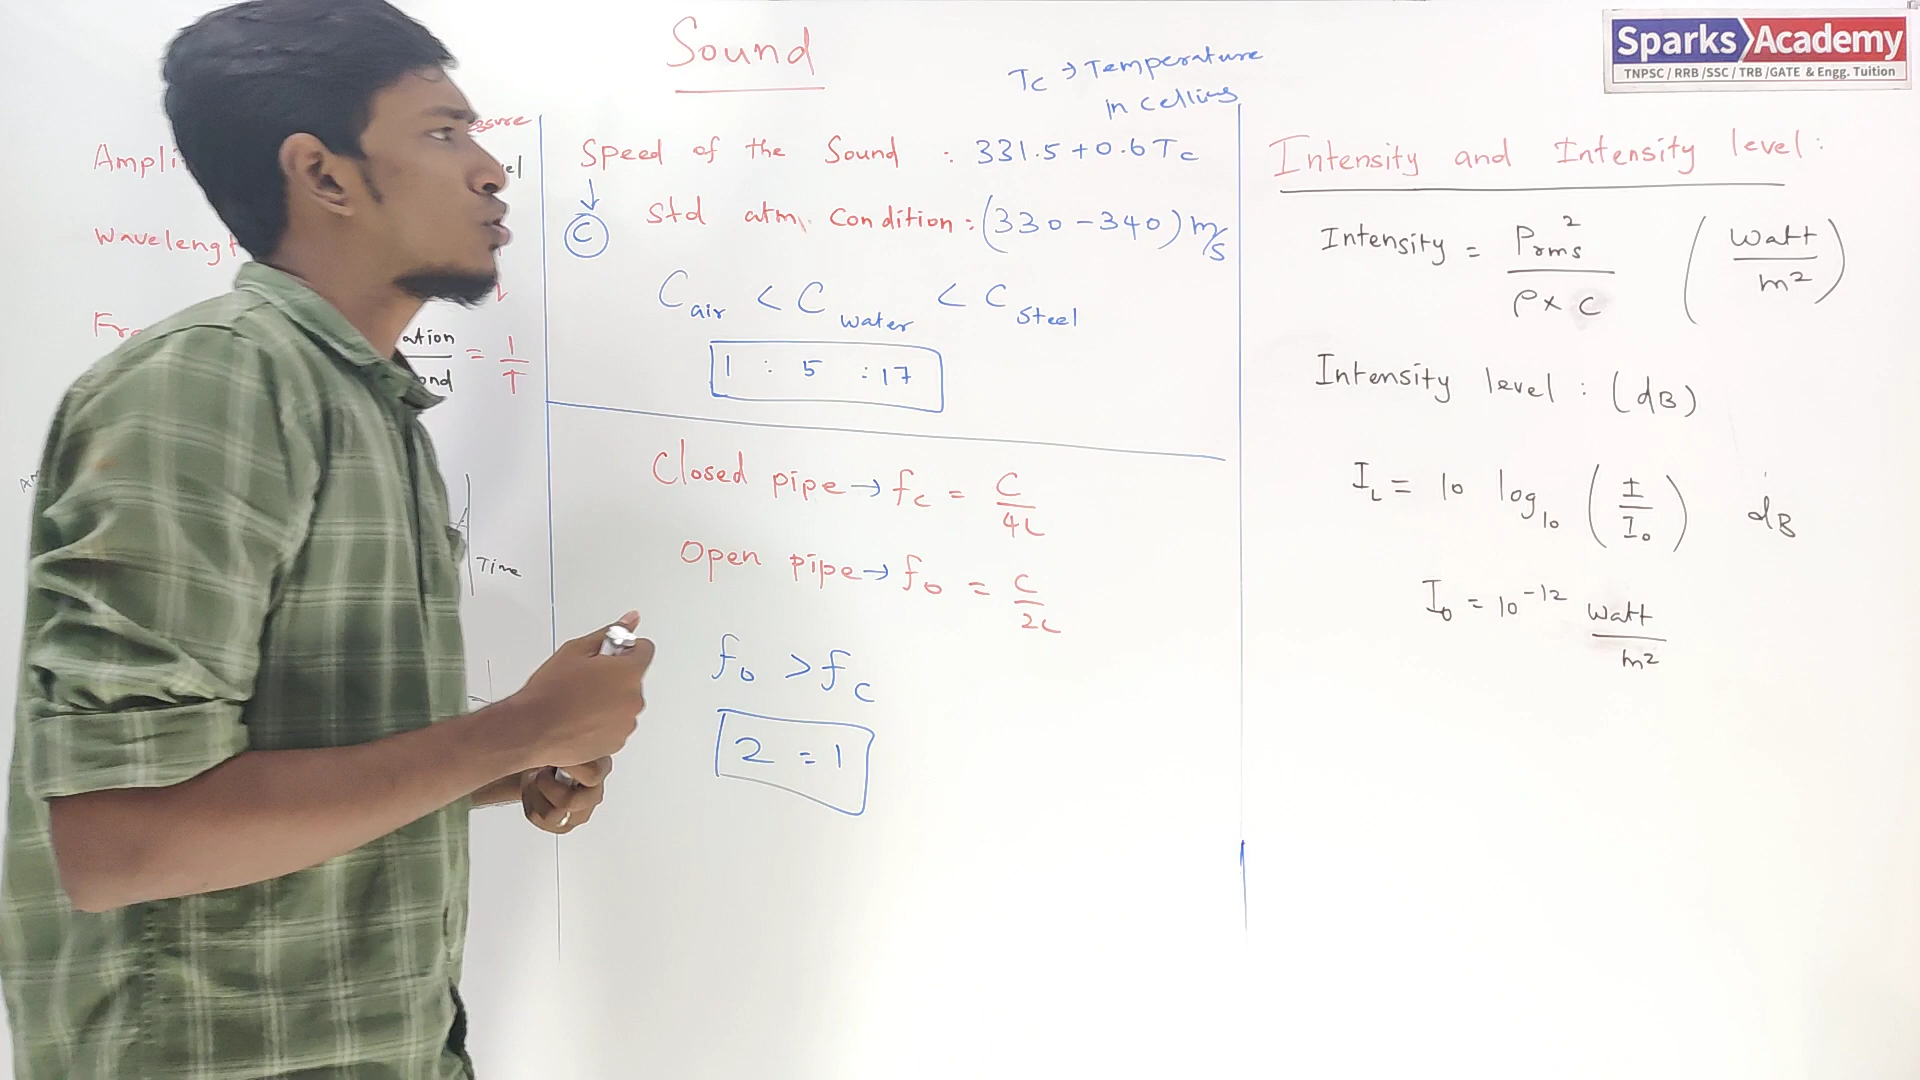 Sound
Tc → Temperature
in cellius
Sparks Academy
TNPSC / RRB / SSC / TRB / GATE & Engg. Tuition
Ampli
Wavelengt
ation
ond
= 1/T
Time
Speed of the Sound : 331.5 + 0.6 Tc
↓
C
Std atm. Condition : (330 - 340) m/s
C air < C water < C Steel
1 : 5 : 17
Closed pipe → fc = C/4L
Open pipe → fo = C/2L
fo > fc
2 = 1
Intensity and Intensity level :
Intensity = Prms²/ρ × C (Watt/m²)
Intensity level : (dB)
IL = 10 log10 (I/Io) dB
Io = 10⁻¹² Watt/m²